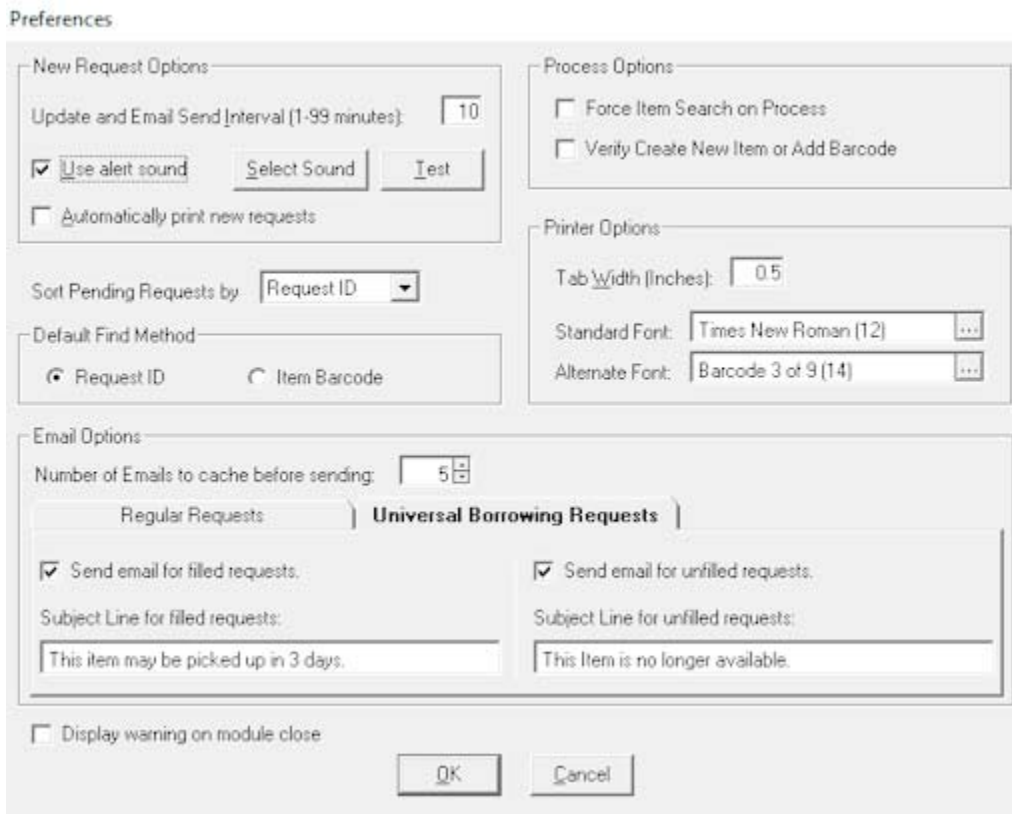 Preferences
New Request Options
Update and Email Send Interval (1-99 minutes): 10
Use alert sound Select Sound Test
Automatically print new requests
Sort Pending Requests by Request ID
Default Find Method
Request ID Item Barcode
Process Options
Force Item Search on Process
Verify Create New Item or Add Barcode
Printer Options
Tab Width (Inches): 0.5
Standard Font: Times New Roman (12) ...
Alternate Font: Barcode 3 of 9 (14) ...
Email Options
Number of Emails to cache before sending: 5
Regular Requests Universal Borrowing Requests
Send email for filled requests. Send email for unfilled requests.
Subject Line for filled requests: Subject Line for unfilled requests:
This item may be picked up in 3 days. This Item is no longer available.
Display warning on module close
OK Cancel